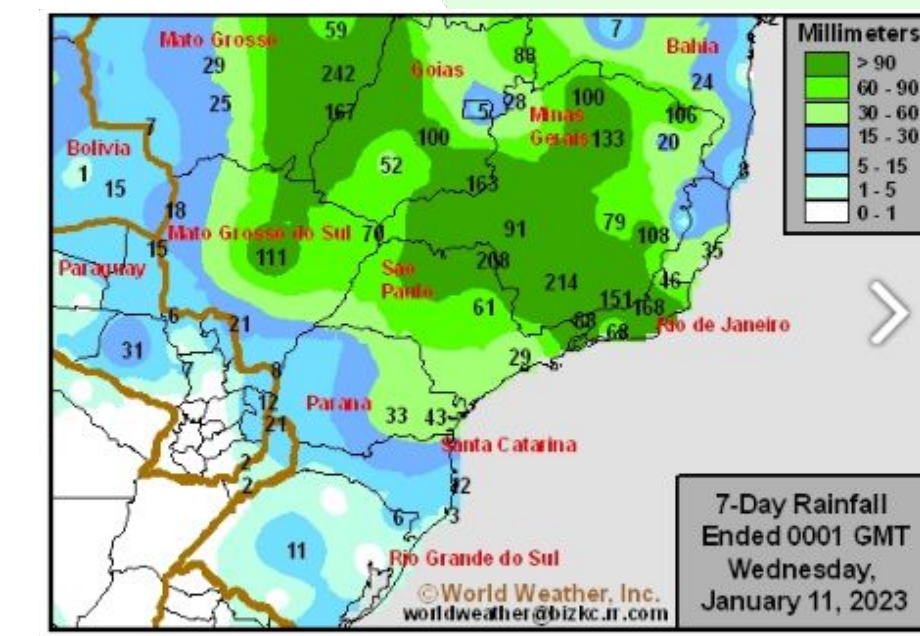 59
7
Millimeters
Mato Grosso
88
Bahia
> 90
29
242
Goias
24
60 - 90
25
167
5
28
100
106
30 - 60
7
Minas
15 - 30
Bolivia
100
Gerais
133
20
5 - 15
1
52
8
1 - 5
15
163
0 - 1
18
79
Mato Grosso do Sul
70
91
108
15
111
208
35
Paraguay
Sao
46
Paulo
214
61
151
168
6
21
68
68
Rio de Janeiro
31
7
8
29
12
Parana
33
43
21
Santa Catarina
2
2
12
6
3
7-Day Rainfall
Ended 0001 GMT
11
Rio Grande do Sul
Wednesday,
January 11, 2023
©World Weather, Inc.
worldweather@bizkc.rr.com